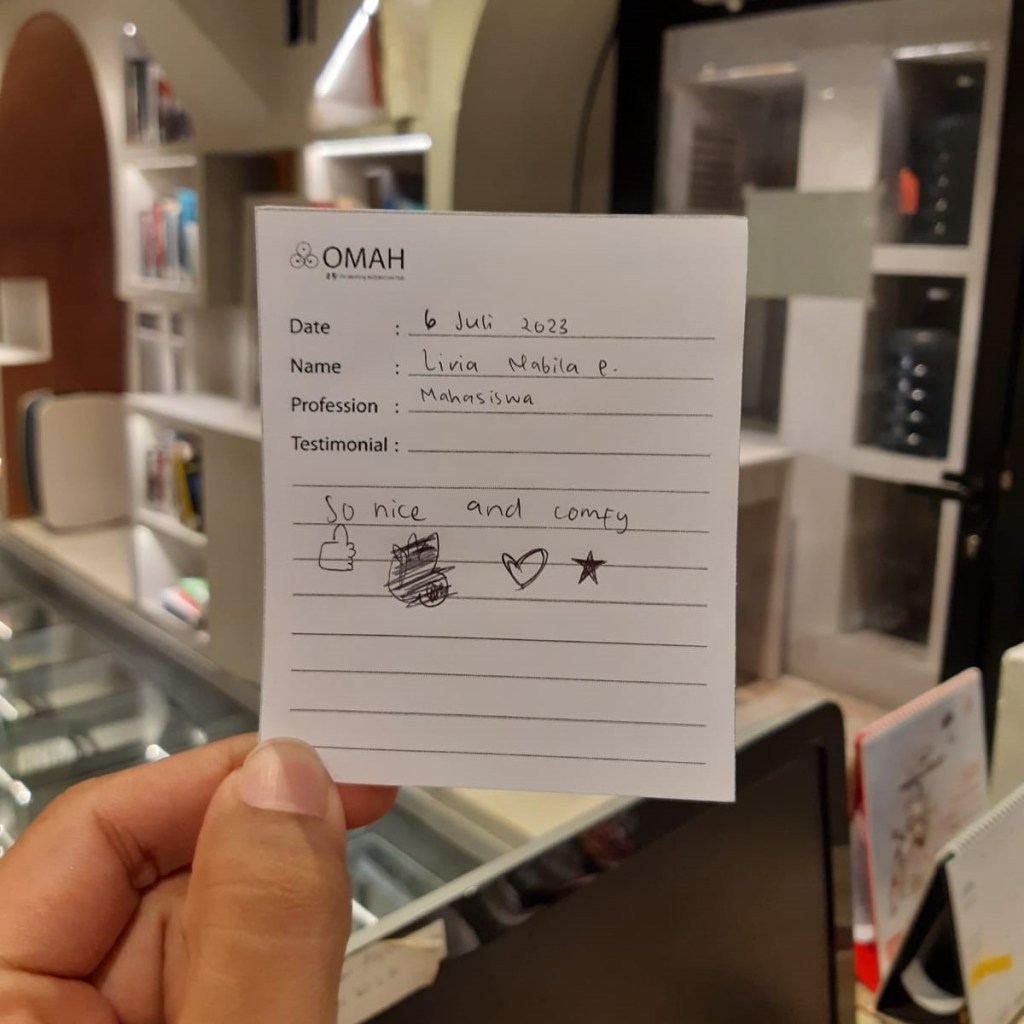 OMAH
Date : 6 Juli 2023
Name : Livia Nabila P.
Profession : Mahasiswa
Testimonial :
So nice and comfy